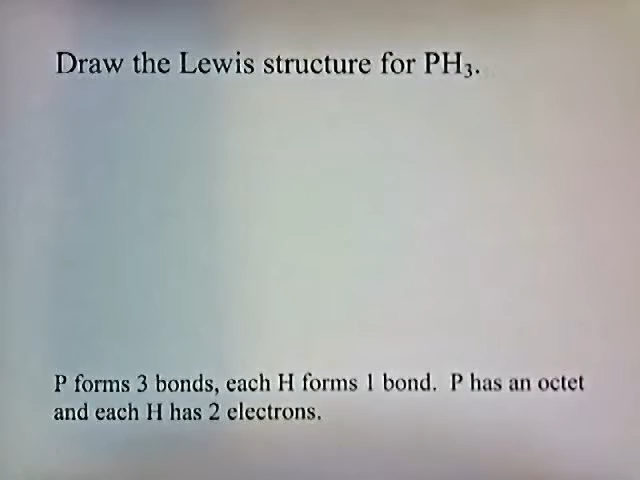 Draw the Lewis structure for PH₃.
P forms 3 bonds, each H forms 1 bond. P has an octet
and each H has 2 electrons.